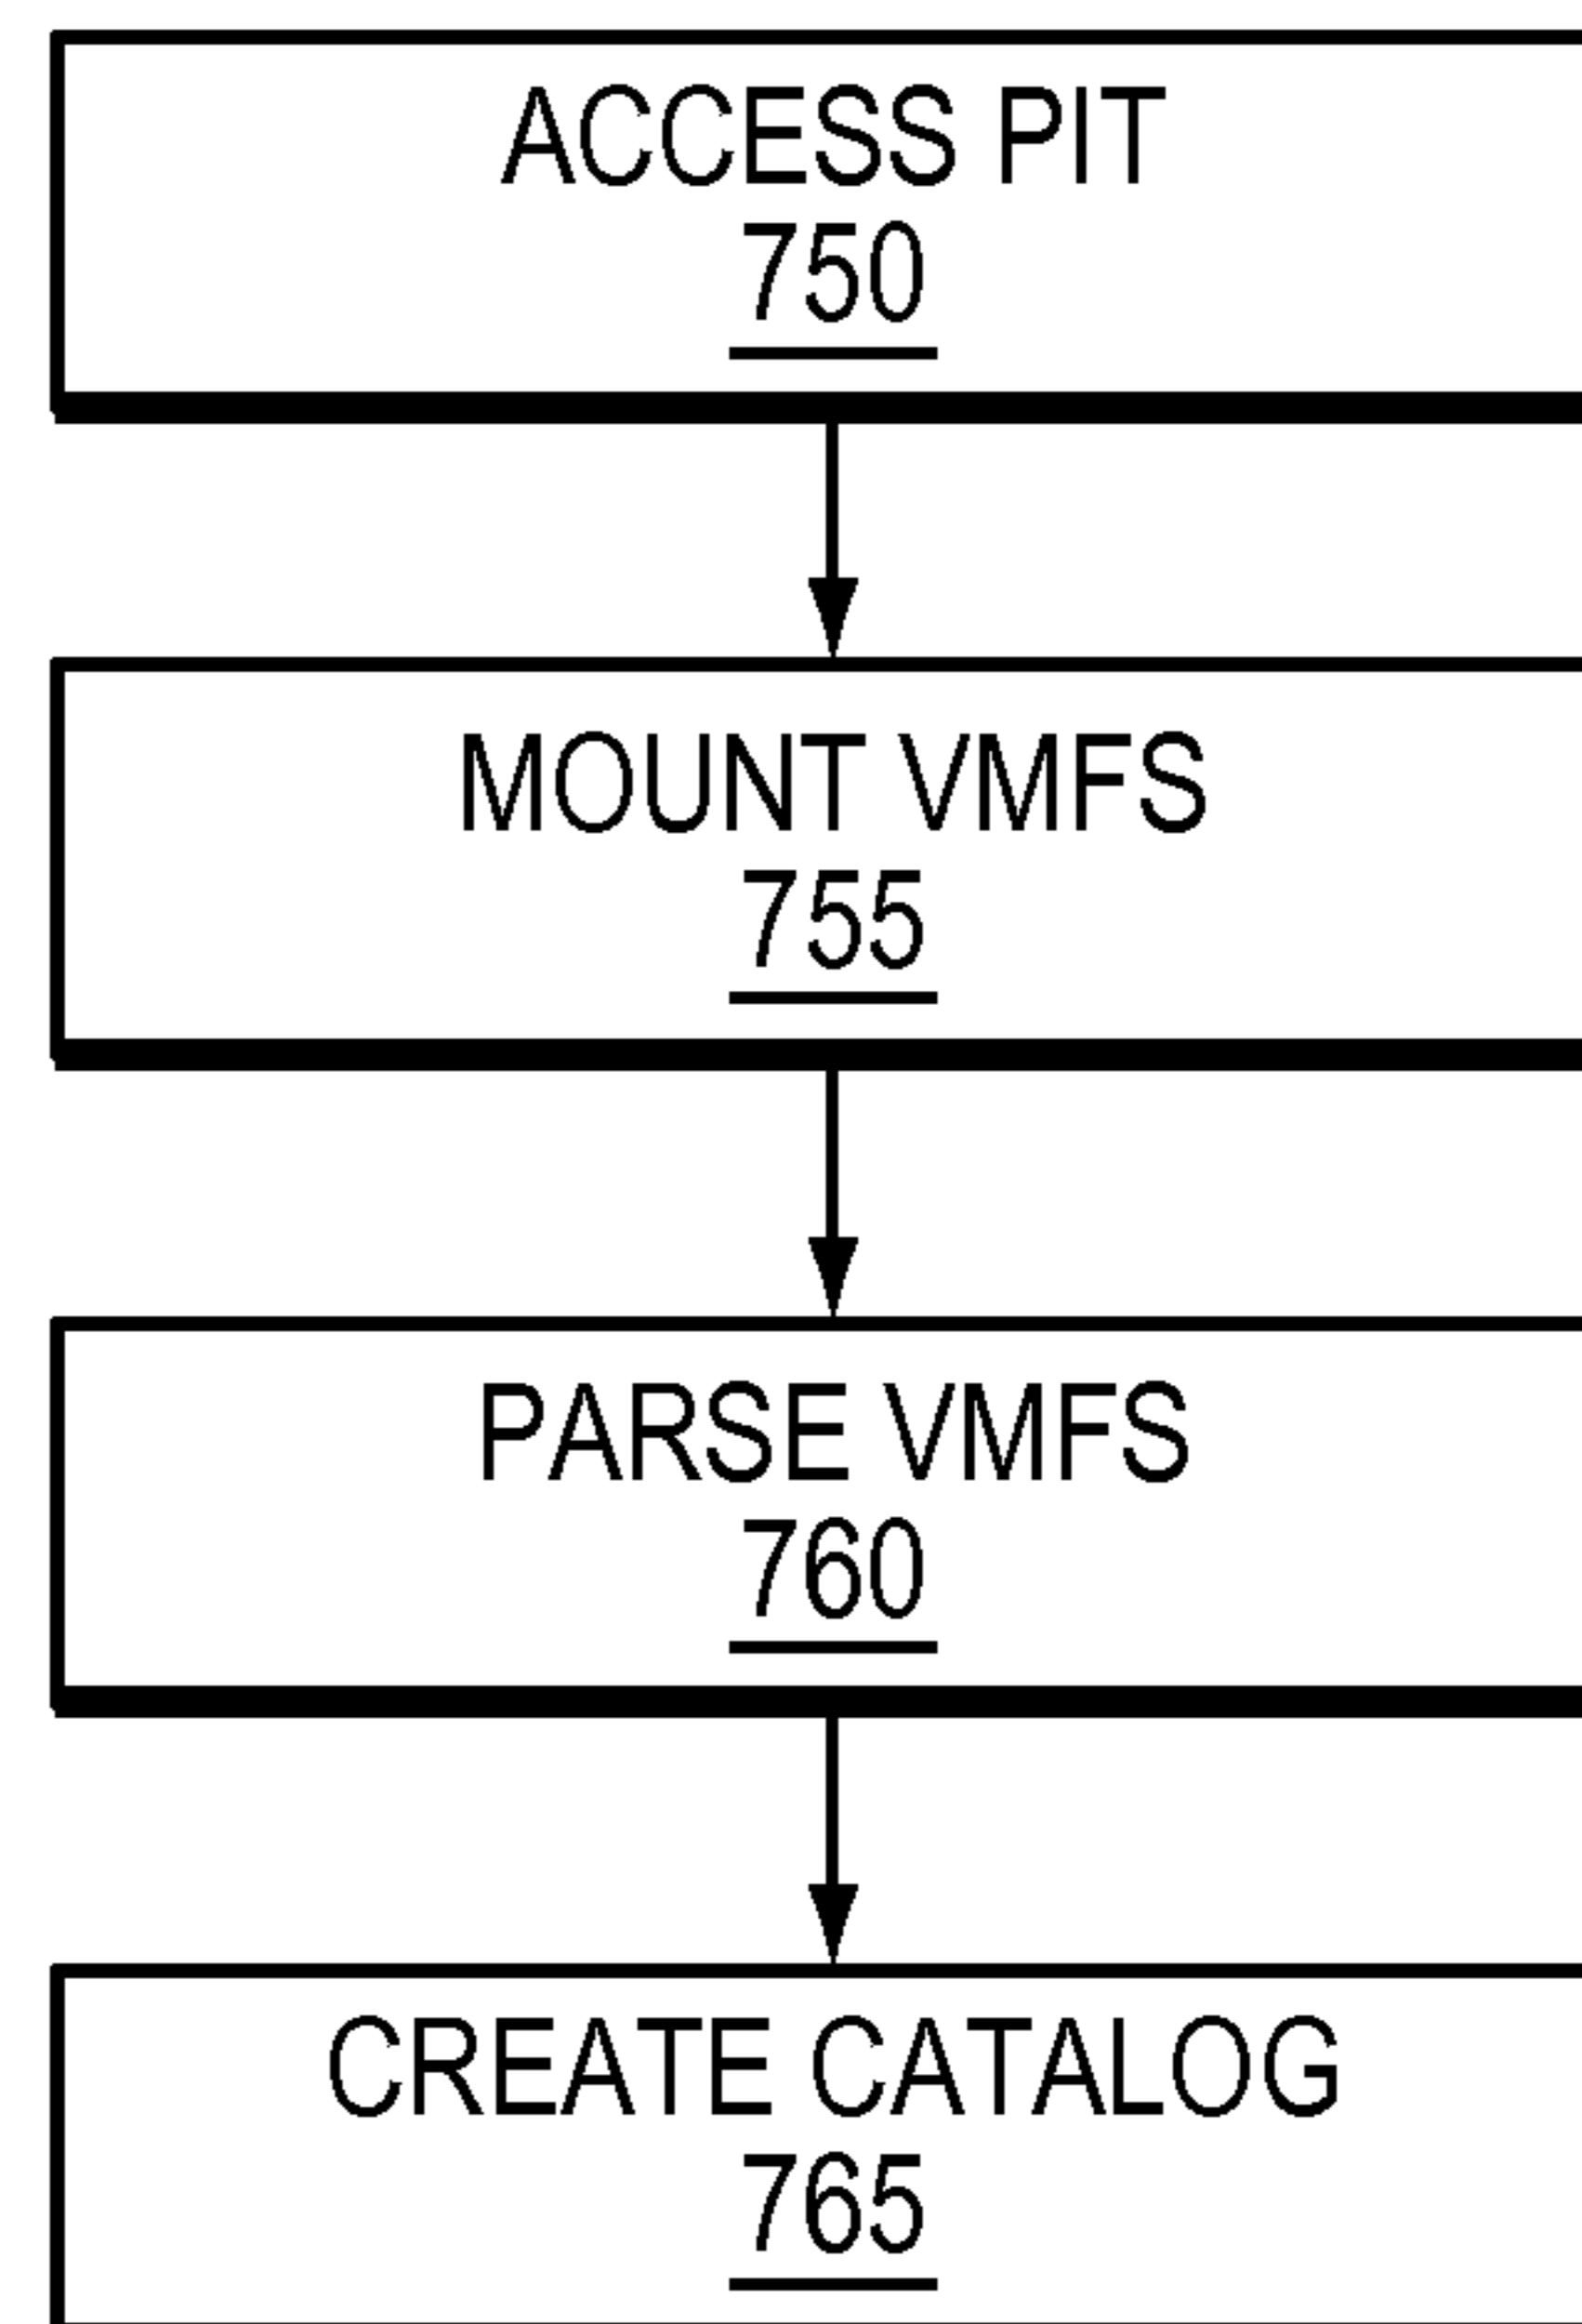 ACCESS PIT
750
MOUNT VMFS
755
PARSE VMFS
760
CREATE CATALOG
765